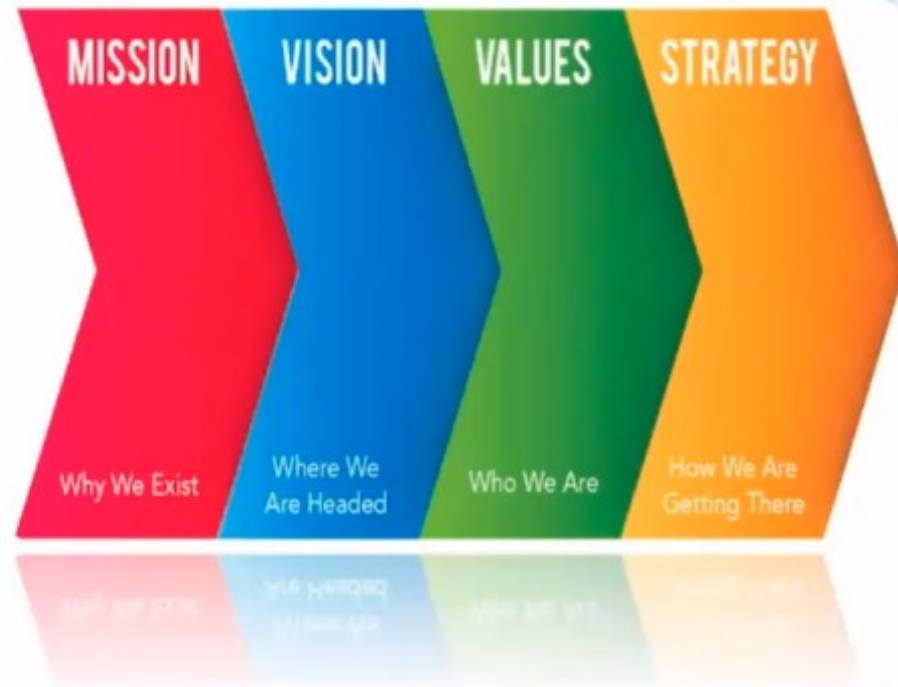 MISSION
VISION
VALUES
STRATEGY
Why We Exist
Where We
Are Headed
Who We Are
How We Are
Getting There